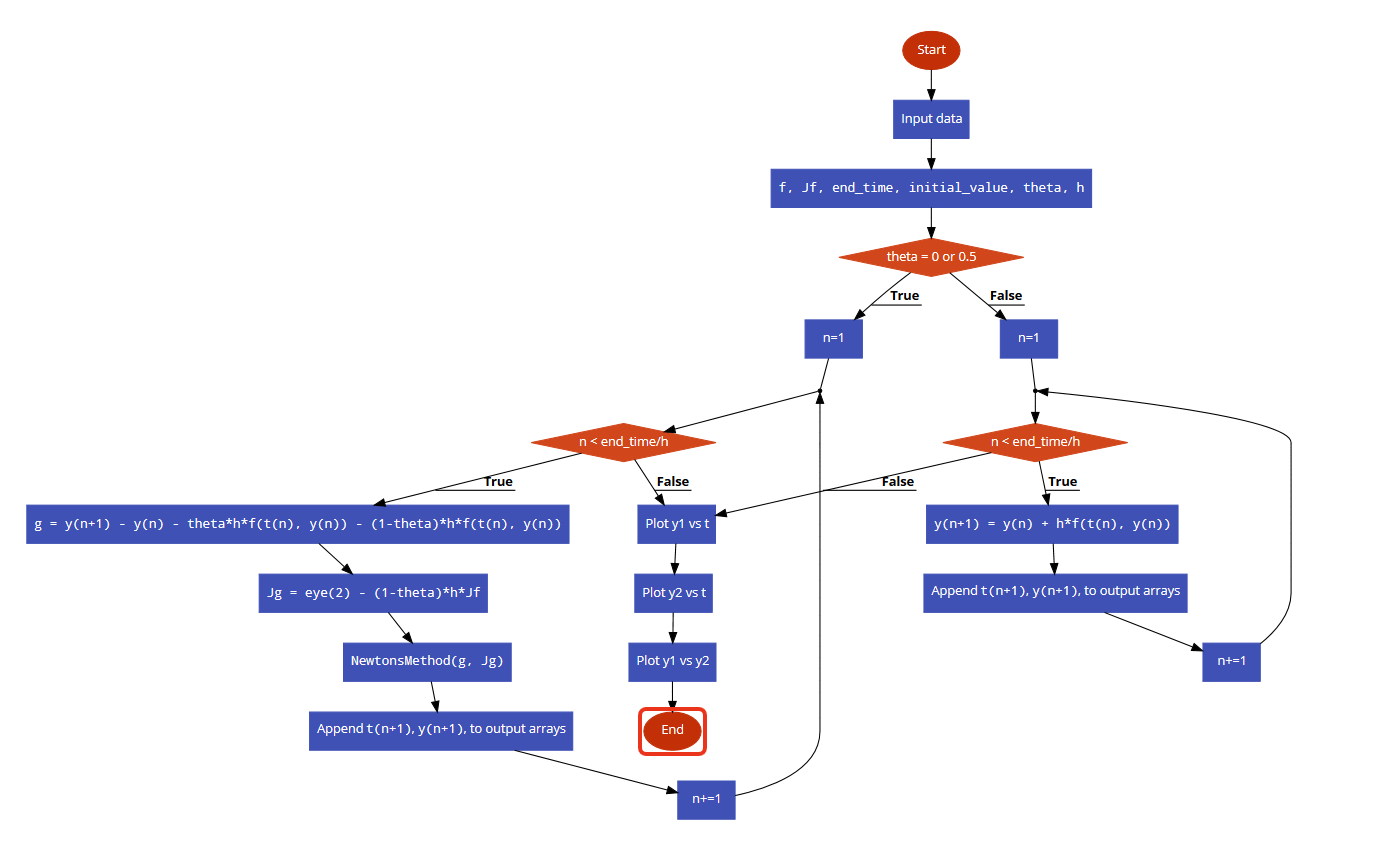 Start
Input data
f, Jf, end_time, initial_value, theta, h
theta = 0 or 0.5
True
False
n=1
n=1
n < end_time/h
n < end_time/h
True
False
False
True
g = y(n+1) - y(n) - theta*h*f(t(n), y(n)) - (1-theta)*h*f(t(n), y(n))
Plot y1 vs t
y(n+1) = y(n) + h*f(t(n), y(n))
Jg = eye(2) - (1-theta)*h*Jf
Plot y2 vs t
Append t(n+1), y(n+1), to output arrays
NewtonsMethod(g, Jg)
Plot y1 vs y2
n+=1
Append t(n+1), y(n+1), to output arrays
End
n+=1